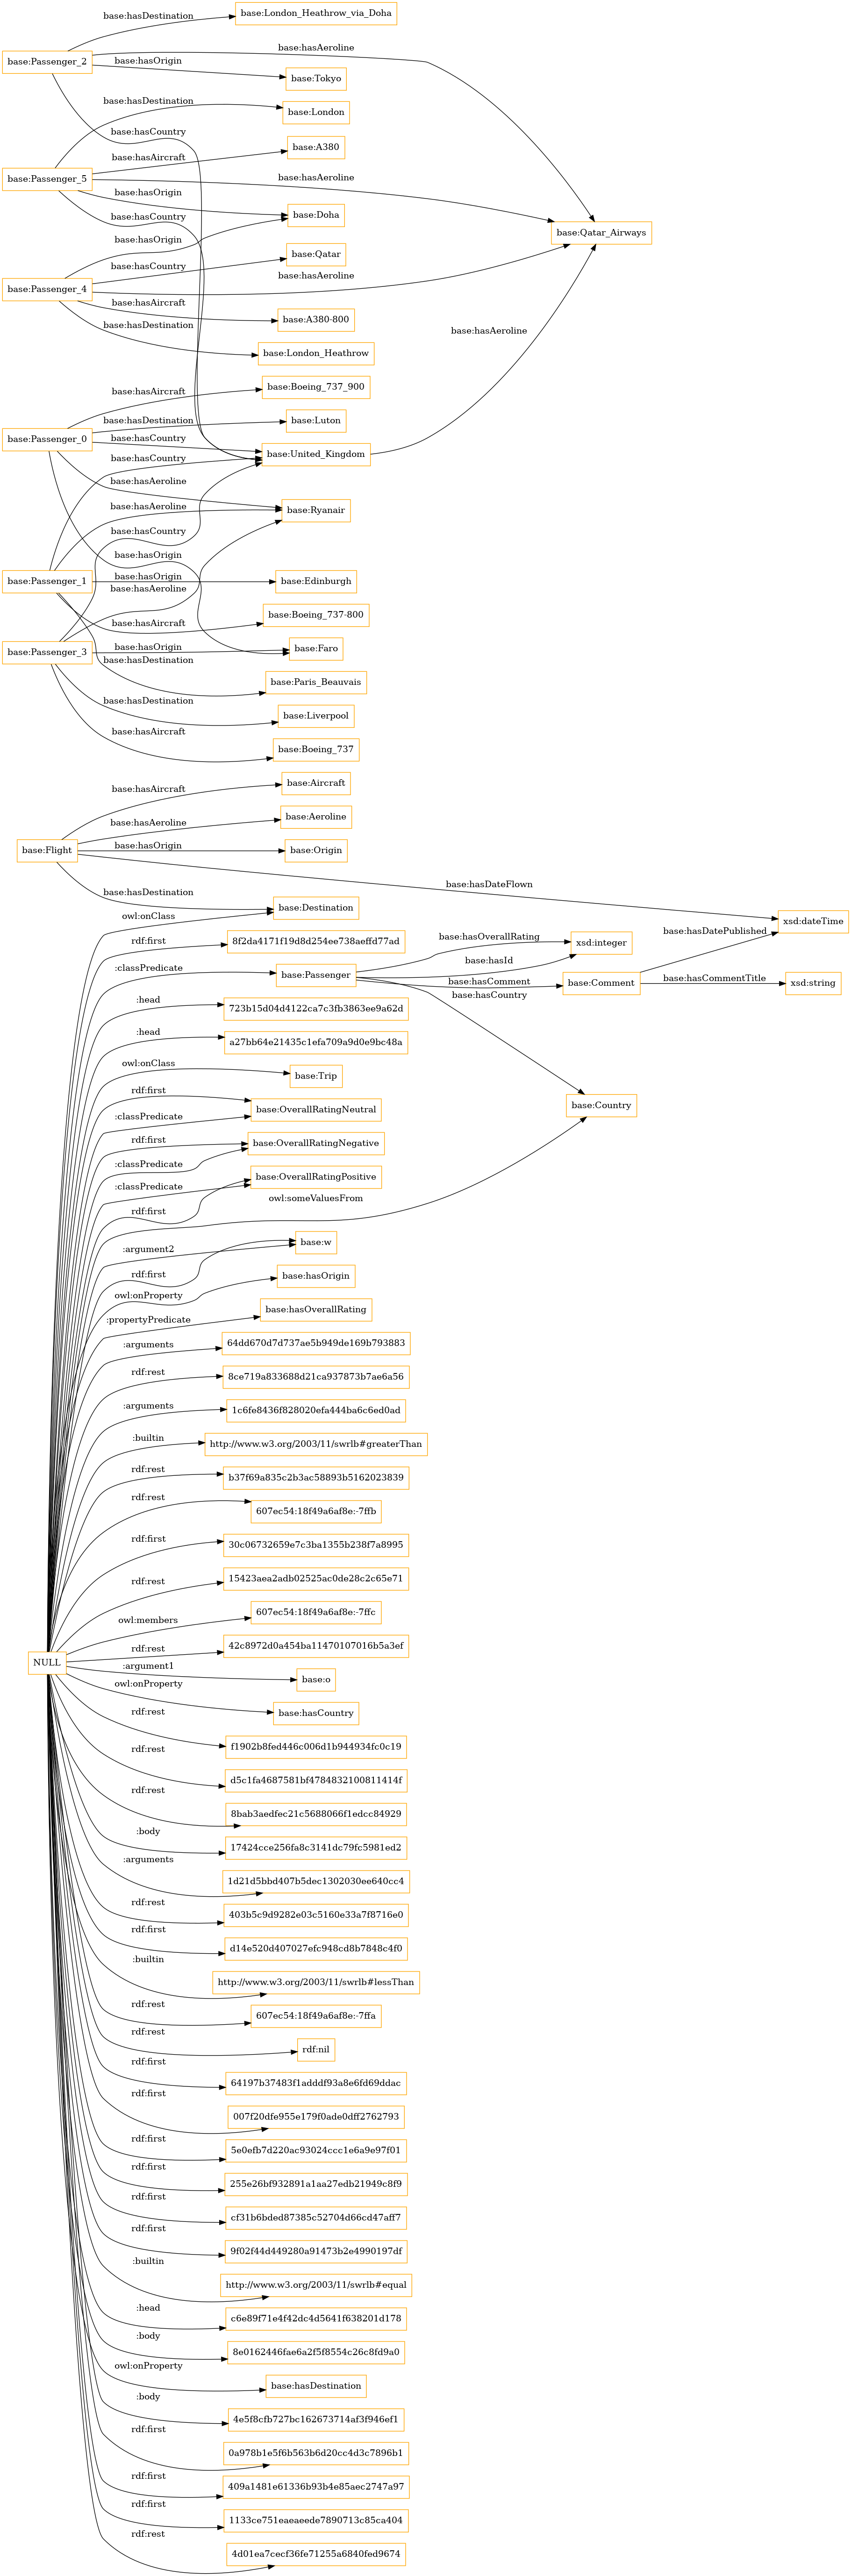 base:hasDestination
base:London_Heathrow_via_Doha
base:Passenger_2
base:hasAeroline
base:hasOrigin
base:Tokyo
base:hasDestination
base:London
base:hasCountry
base:A380
base:hasAircraft
base:Passenger_5
base:hasAeroline
base:hasOrigin
base:Doha
base:hasCountry
base:Qatar_Airways
base:hasOrigin
base:Qatar
base:hasCountry
base:hasAeroline
base:Passenger_4
base:hasAircraft
base:A380-800
base:hasDestination
base:London_Heathrow
base:hasAeroline
base:Boeing_737_900
base:hasAircraft
base:hasDestination
base:Luton
base:Passenger_0
base:hasCountry
base:United_Kingdom
base:hasCountry
base:hasAeroline
base:hasAeroline
base:Ryanair
base:hasCountry
base:hasOrigin
base:Passenger_1
base:hasOrigin
base:Edinburgh
base:hasAeroline
base:Boeing_737-800
base:hasAircraft
base:Passenger_3
base:hasOrigin
base:Faro
base:hasDestination
base:Paris_Beauvais
base:hasDestination
base:Liverpool
base:hasAircraft
base:Boeing_737
base:Aircraft
base:hasAircraft
base:Aeroline
base:hasAeroline
base:Flight
base:hasOrigin
base:Origin
base:hasDateFlown
base:hasDestination
base:Destination
owl:onClass
xsd:dateTime
base:hasDatePublished
rdf:first
8f2da4171f19d8d254ee738aeffd77ad
base:hasOverallRating
xsd:integer
base:hasId
:classPredicate
base:Passenger
base:hasComment
base:Comment
base:hasCommentTitle
xsd:string
base:hasCountry
:head
723b15d04d4122ca7c3fb3863ee9a62d
:head
a27bb64e21435c1efa709a9d0e9bc48a
owl:onClass
base:Trip
rdf:first
base:OverallRatingNeutral
base:Country
:classPredicate
rdf:first
base:OverallRatingNegative
:classPredicate
base:OverallRatingPositive
:classPredicate
owl:someValuesFrom
rdf:first
base:w
:argument2
rdf:first
base:hasOrigin
owl:onProperty
base:hasOverallRating
:propertyPredicate
:arguments
64dd670d7d737ae5b949de169b793883
rdf:rest
8ce719a833688d21ca937873b7ae6a56
:arguments
1c6fe8436f828020efa444ba6c6ed0ad
:builtin
http://www.w3.org/2003/11/swrlb#greaterThan
rdf:rest
b37f69a835c2b3ac58893b5162023839
rdf:rest
607ec54:18f49a6af8e:-7ffb
rdf:first
30c06732659e7c3ba1355b238f7a8995
rdf:rest
15423aea2adb02525ac0de28c2c65e71
owl:members
607ec54:18f49a6af8e:-7ffc
rdf:rest
42c8972d0a454ba11470107016b5a3ef
NULL
:argument1
base:o
owl:onProperty
base:hasCountry
rdf:rest
f1902b8fed446c006d1b944934fc0c19
rdf:rest
d5c1fa4687581bf4784832100811414f
rdf:rest
8bab3aedfec21c5688066f1edcc84929
:body
17424cce256fa8c3141dc79fc5981ed2
:arguments
1d21d5bbd407b5dec1302030ee640cc4
rdf:rest
403b5c9d9282e03c5160e33a7f8716e0
rdf:first
d14e520d407027efc948cd8b7848c4f0
:builtin
http://www.w3.org/2003/11/swrlb#lessThan
rdf:rest
607ec54:18f49a6af8e:-7ffa
rdf:rest
rdf:nil
rdf:first
64197b37483f1adddf93a8e6fd69ddac
rdf:first
007f20dfe955e179f0ade0dff2762793
rdf:first
5e0efb7d220ac93024ccc1e6a9e97f01
rdf:first
255e26bf932891a1aa27edb21949c8f9
rdf:first
cf31b6bded87385c52704d66cd47aff7
rdf:first
9f02f44d449280a91473b2e4990197df
:builtin
http://www.w3.org/2003/11/swrlb#equal
:head
c6e89f71e4f42dc4d5641f638201d178
:body
8e0162446fae6a2f5f8554c26c8fd9a0
owl:onProperty
base:hasDestination
:body
4e5f8cfb727bc162673714af3f946ef1
rdf:first
0a978b1e5f6b563b6d20cc4d3c7896b1
rdf:first
409a1481e61336b93b4e85aec2747a97
rdf:first
1133ce751eaeaeede7890713c85ca404
rdf:rest
4d01ea7cecf36fe71255a6840fed9674